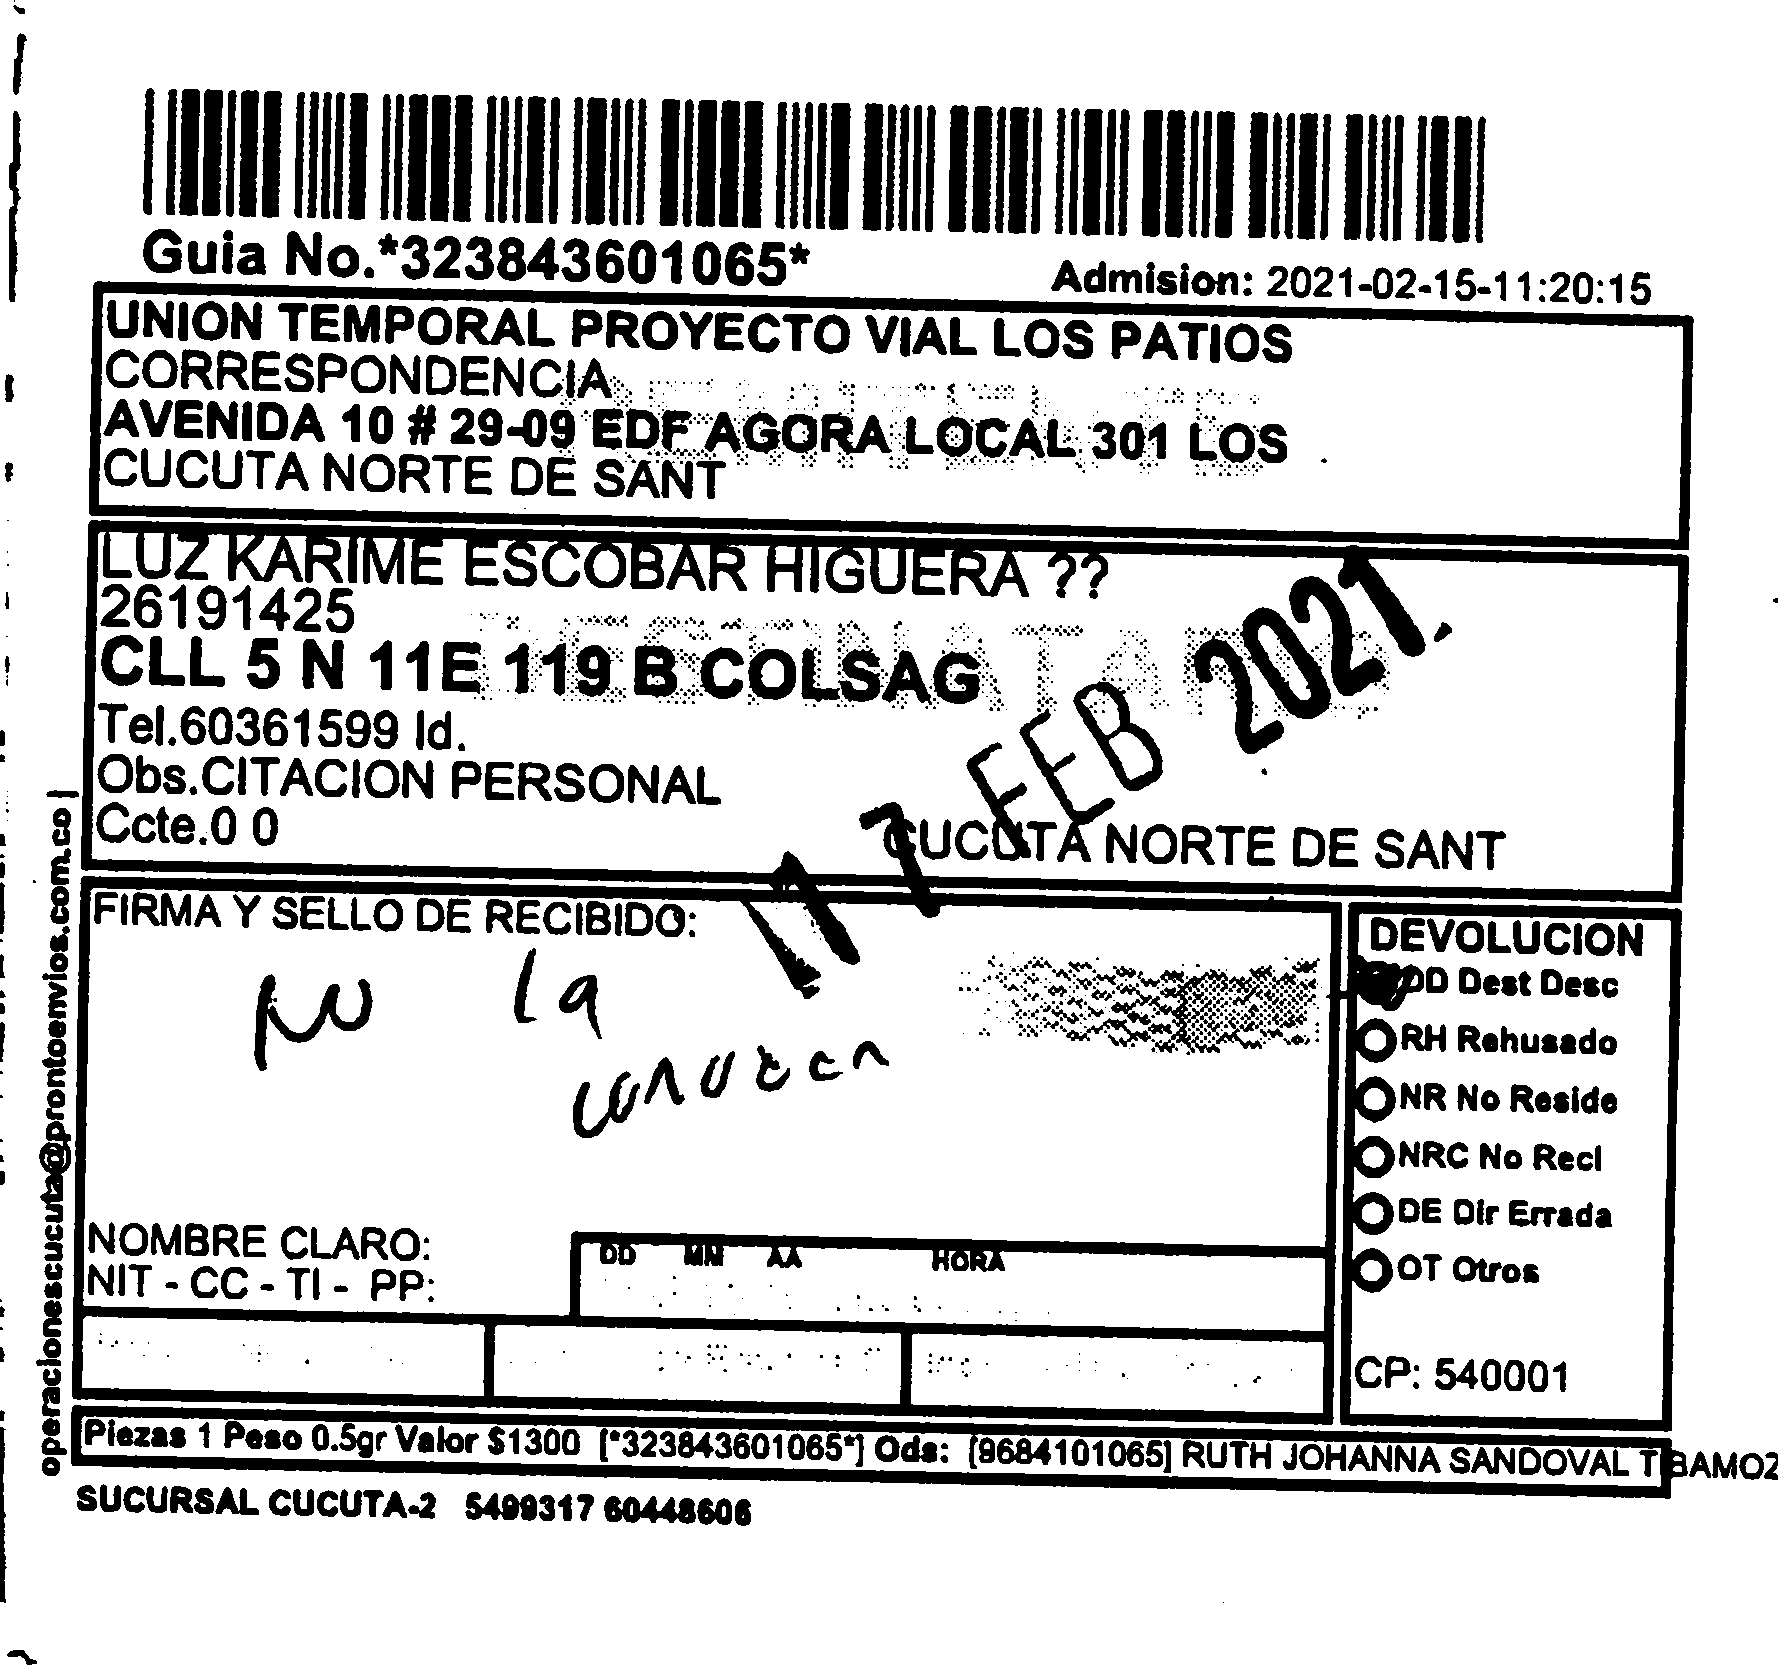 Guia No.*323843601065*
Admision: 2021-02-15-11:20:15
UNION TEMPORAL PROYECTO VIAL LOS PATIOS
CORRESPONDENCIA
AVENIDA 10 # 29-09 EDF AGORA LOCAL 301 LOS
CUCUTA NORTE DE SANT
LUZ KARIME ESCOBAR HIGUERA ??
26191425
DESTINATARIO
CLL 5 N 11E 119 B COLSAG
Tel.60361599 Id.
Obs.CITACION PERSONAL
Ccte.0 0
CUCUTA NORTE DE SANT
17 FEB 2021
FIRMA Y SELLO DE RECIBIDO:
No la
conocen
NOMBRE CLARO:
NIT - CC - TI - PP:
DD MM AA HORA
DEVOLUCION
DD Dest Desc
RH Rehusado
NR No Reside
NRC No Recl
DE Dir Errada
OT Otros
CP: 540001
Piezas 1 Peso 0.5gr Valor $1300 [*323843601065*] Ods: [9684101065] RUTH JOHANNA SANDOVAL TIBAMOZ
SUCURSAL CUCUTA-2 5499317 60448606
operacionescucuta@prontoenvios.com.co |